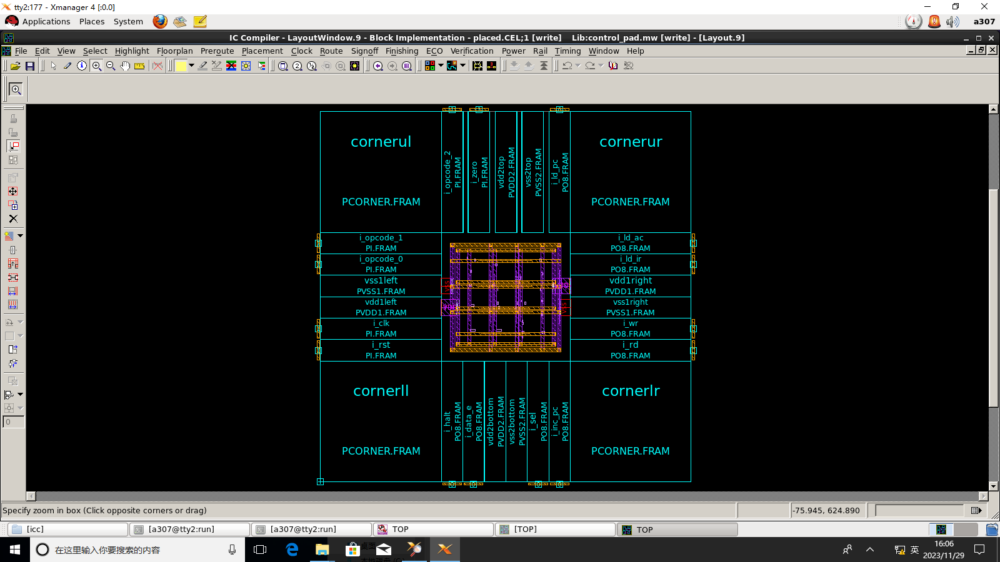 tty2:177 - Xmanager 4 [:0.0]
Applications Places System a307
IC Compiler - LayoutWindow.9 - Block Implementation - placed.CEL;1 [write] Lib:control_pad.mw [write] - [Layout.9]
File Edit View Select Highlight Floorplan Preroute Placement Clock Route Signoff Finishing ECO Verification Power Rail Timing Window Help
cornerul
PCORNER.FRAM
i_opcode_2
PI.FRAM
i_zero
PI.FRAM
vdd2top
PVDD2.FRAM
vss2top
PVSS2.FRAM
i_ld_pc
PO8.FRAM
cornerur
PCORNER.FRAM
i_opcode_1
PI.FRAM
i_opcode_0
PI.FRAM
vss1left
PVSS1.FRAM
vdd1left
PVDD1.FRAM
i_clk
PI.FRAM
i_rst
PI.FRAM
i_ld_ac
PO8.FRAM
i_ld_ir
PO8.FRAM
vdd1right
PVDD1.FRAM
vss1right
PVSS1.FRAM
i_wr
PO8.FRAM
i_rd
PO8.FRAM
cornerll
PCORNER.FRAM
i_halt
PO8.FRAM
i_data_e
PO8.FRAM
vdd2bottom
PVDD2.FRAM
vss2bottom
PVSS2.FRAM
i_sel
PO8.FRAM
i_inc_pc
PO8.FRAM
cornerlr
PCORNER.FRAM
0
Specify zoom in box (Click opposite corners or drag) -75.945, 624.890
[icc] [a307@tty2:run] [a307@tty2:run] TOP [TOP] TOP
在这里输入你要搜索的内容 英 16:06
2023/11/29